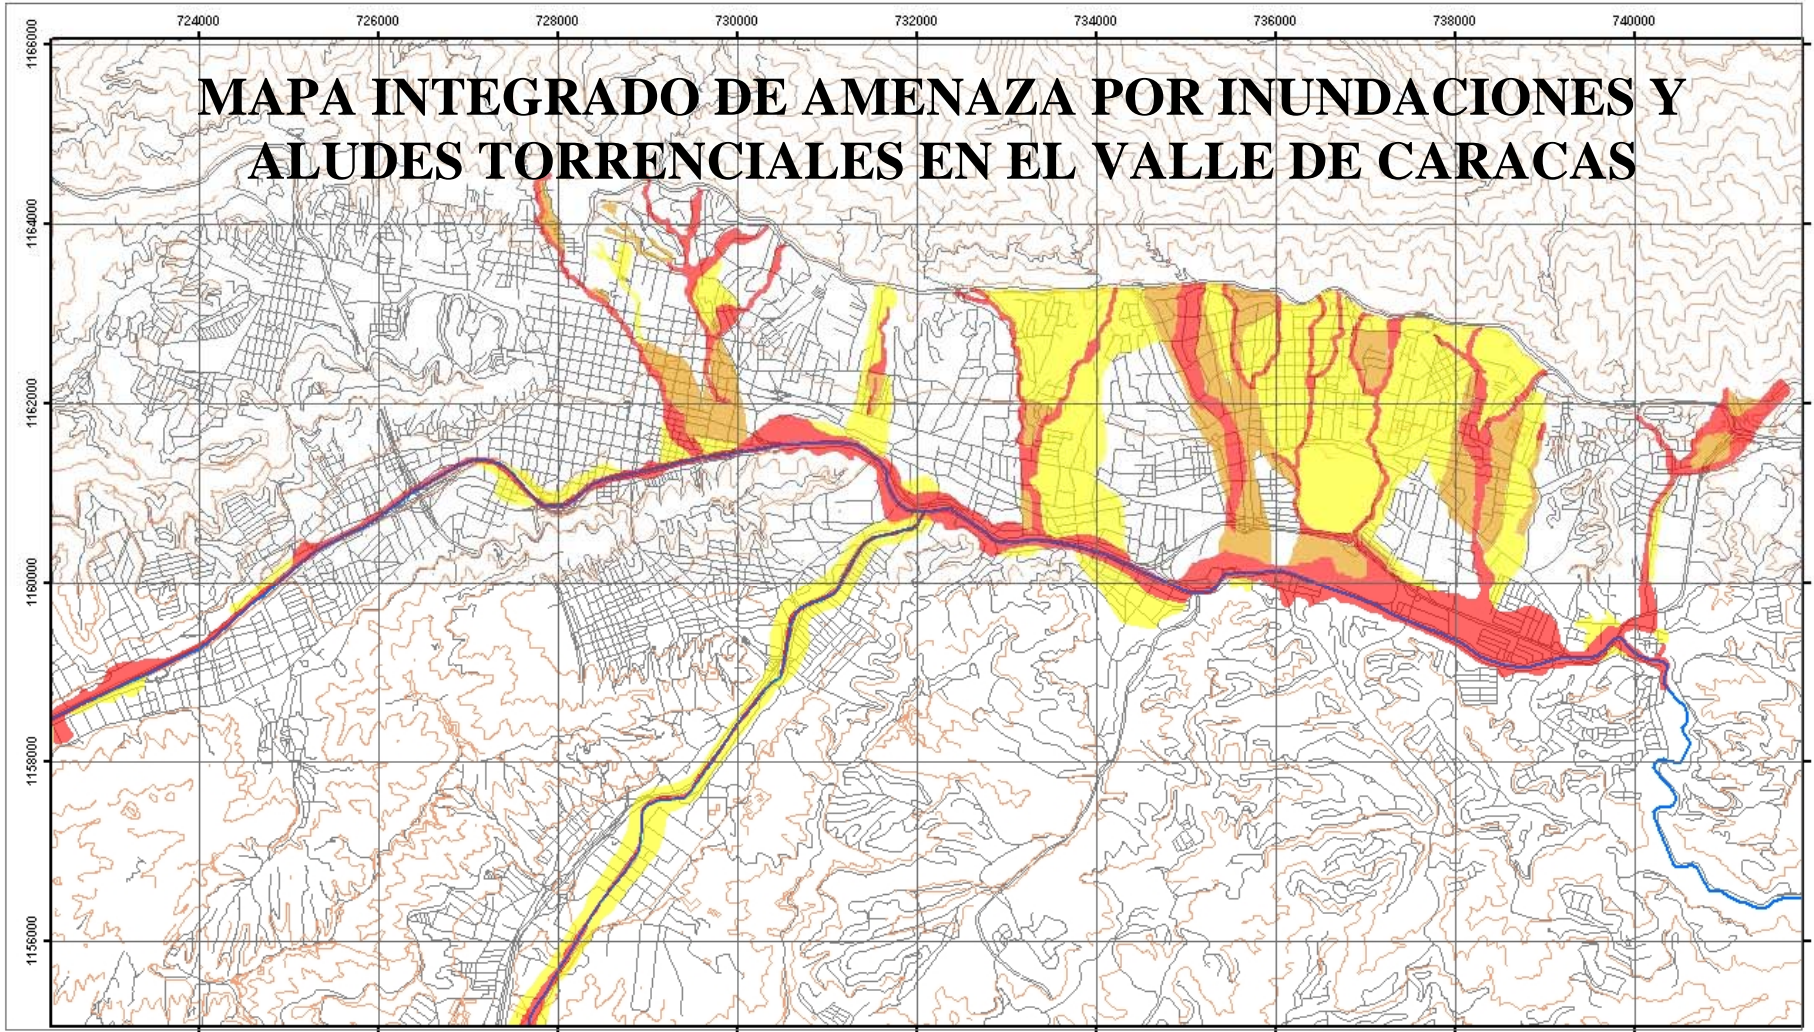 724000 726000 728000 730000 732000 734000 736000 738000 740000
MAPA INTEGRADO DE AMENAZA POR INUNDACIONES Y
ALUDES TORRENCIALES EN EL VALLE DE CARACAS
1166000
1164000
1162000
1160000
1158000
1156000